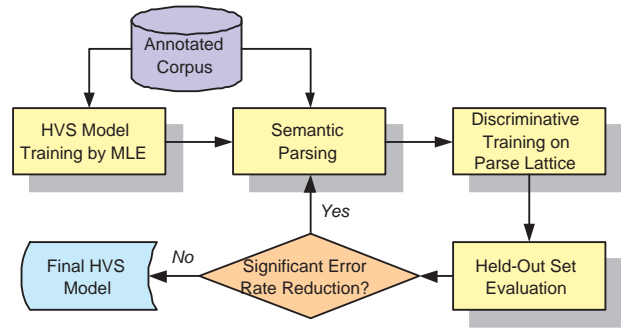 Annotated
Corpus
HVS Model
Training by MLE
Semantic
Parsing
Discriminative
Training on
Parse Lattice
Yes
No
Final HVS
Model
Significant Error
Rate Reduction?
Held-Out Set
Evaluation